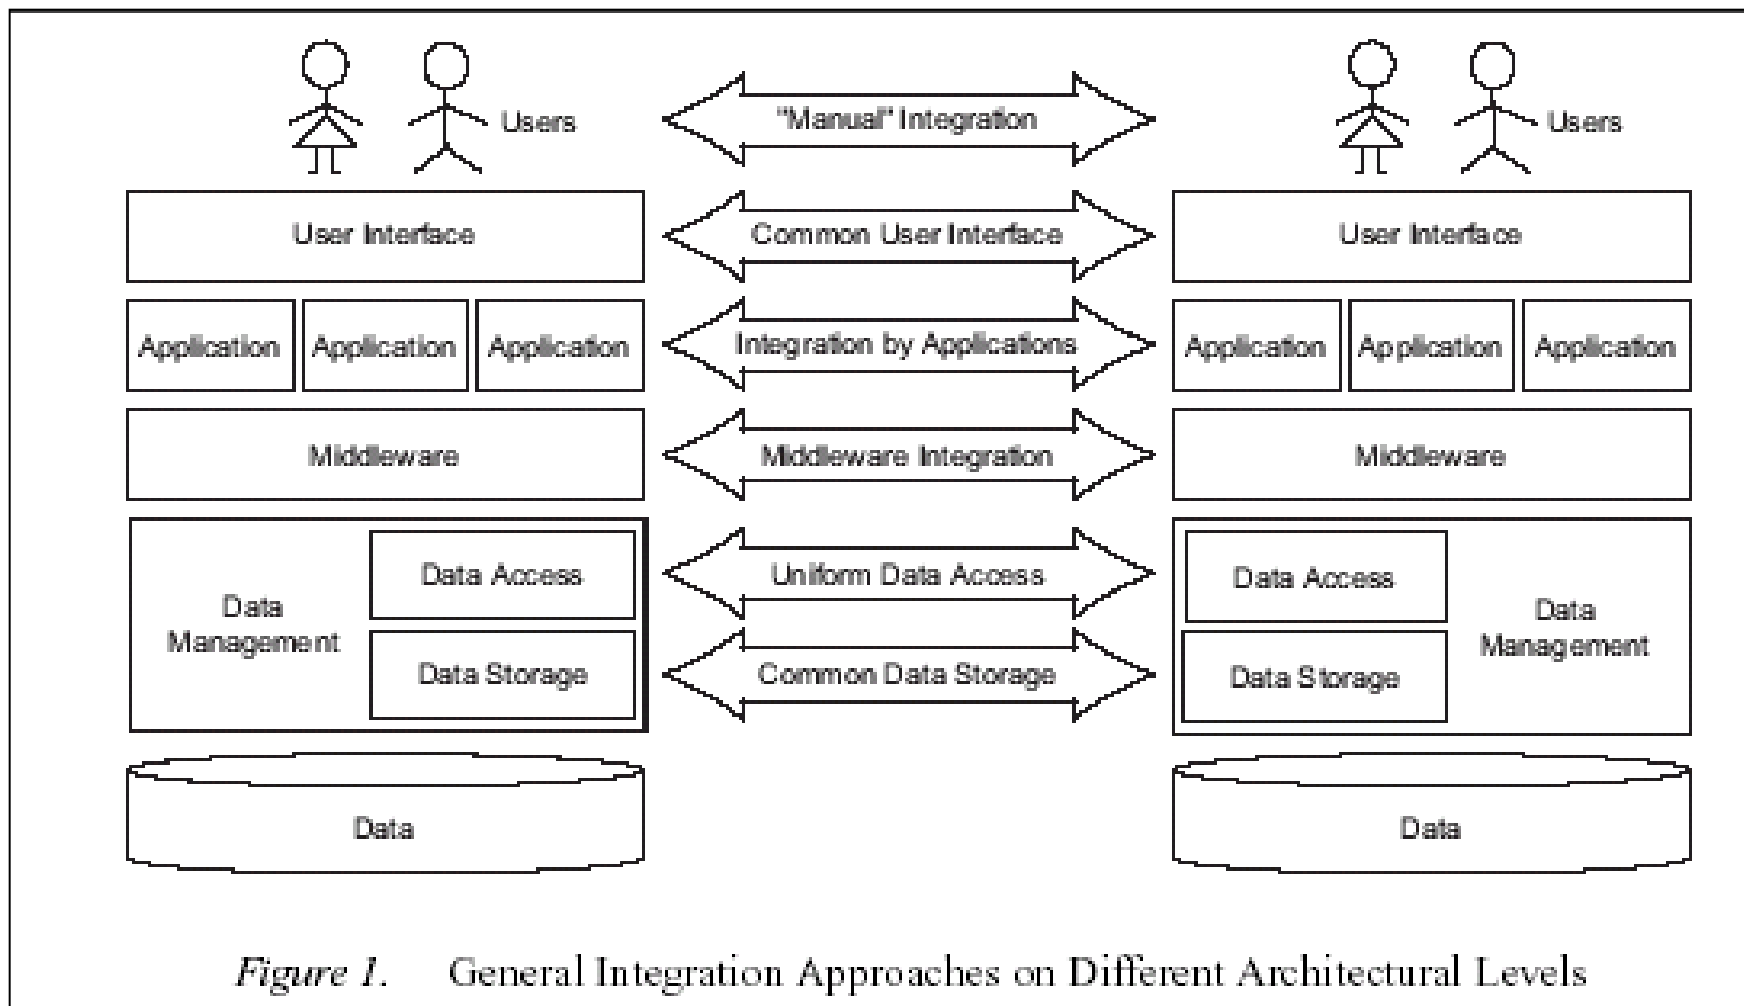 Users
"Manual" Integration
Users
User Interface
Common User Interface
User Interface
Application
Application
Application
Integration by Applications
Application
Application
Application
Middleware
Middleware Integration
Middleware
Data
Management
Data Access
Data Storage
Uniform Data Access
Common Data Storage
Data Access
Data Storage
Data
Management
Data
Data
Figure 1. General Integration Approaches on Different Architectural Levels